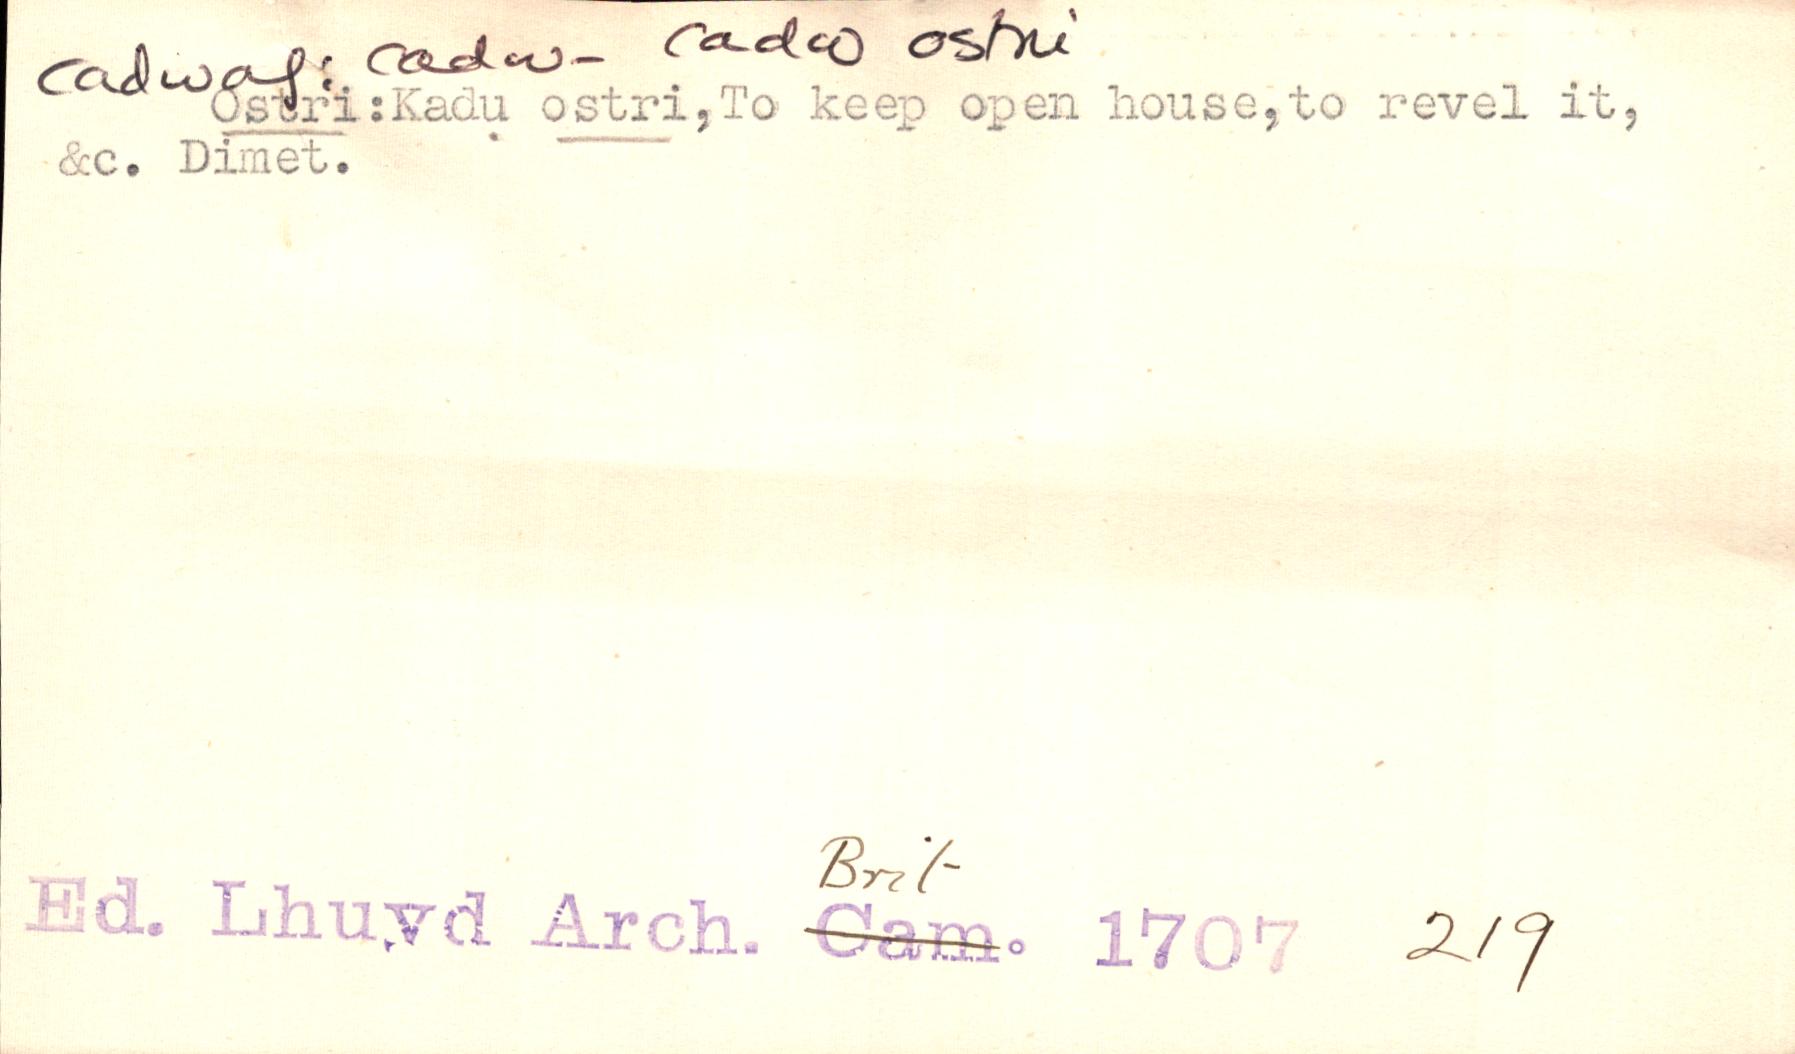 cadwaf: cadw - cadw ostri
Ostri:Kadụ ostri,To keep open house,to revel it,
&c. Dimet.
Brit
Ed. Lhuyd Arch. Cam. 1707 219